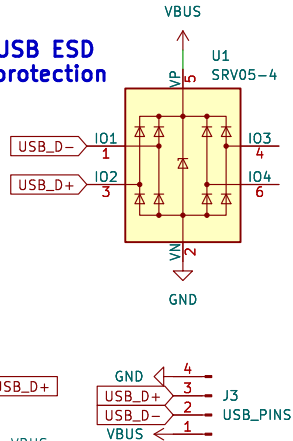 VBUS
USB ESD
protection
U1
SRV05-4
VP
5
USB_D-
IO1
1
IO3
4
USB_D+
IO2
3
IO4
6
VN
2
GND
GND
4
USB_D+
USB_D+
3
J3
USB_D-
2
USB_PINS
VBUS
VBUS
1